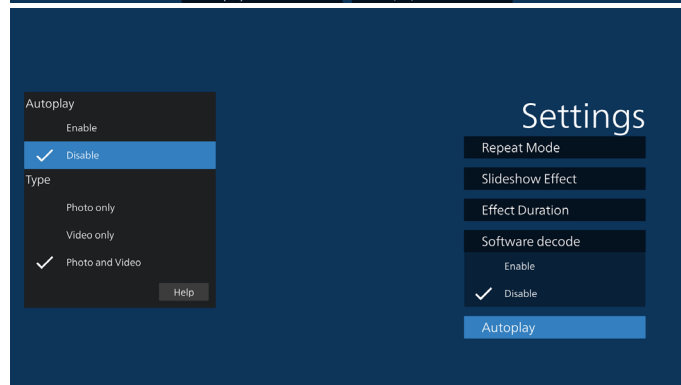 Autoplay
Enable
Disable
Type
Photo only
Video only
Photo and Video
Help
Settings
Repeat Mode
Slideshow Effect
Effect Duration
Software decode
Enable
Disable
Autoplay